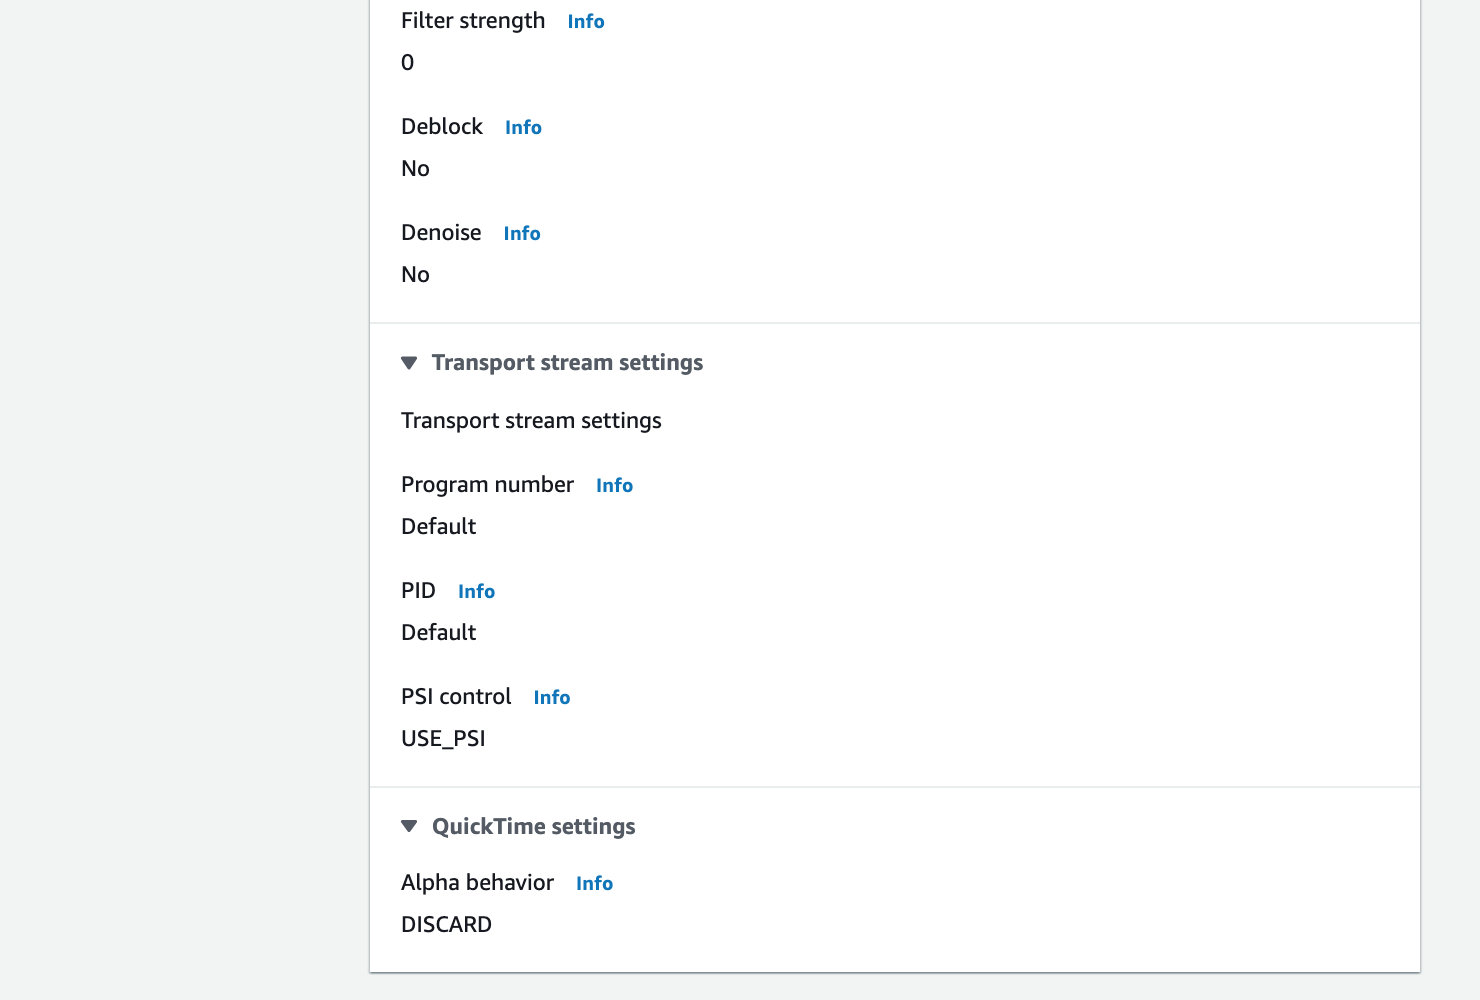 Filter strength Info
0
Deblock Info
No
Denoise Info
No
Transport stream settings
Transport stream settings
Program number Info
Default
PID Info
Default
PSI control Info
USE_PSI
QuickTime settings
Alpha behavior Info
DISCARD